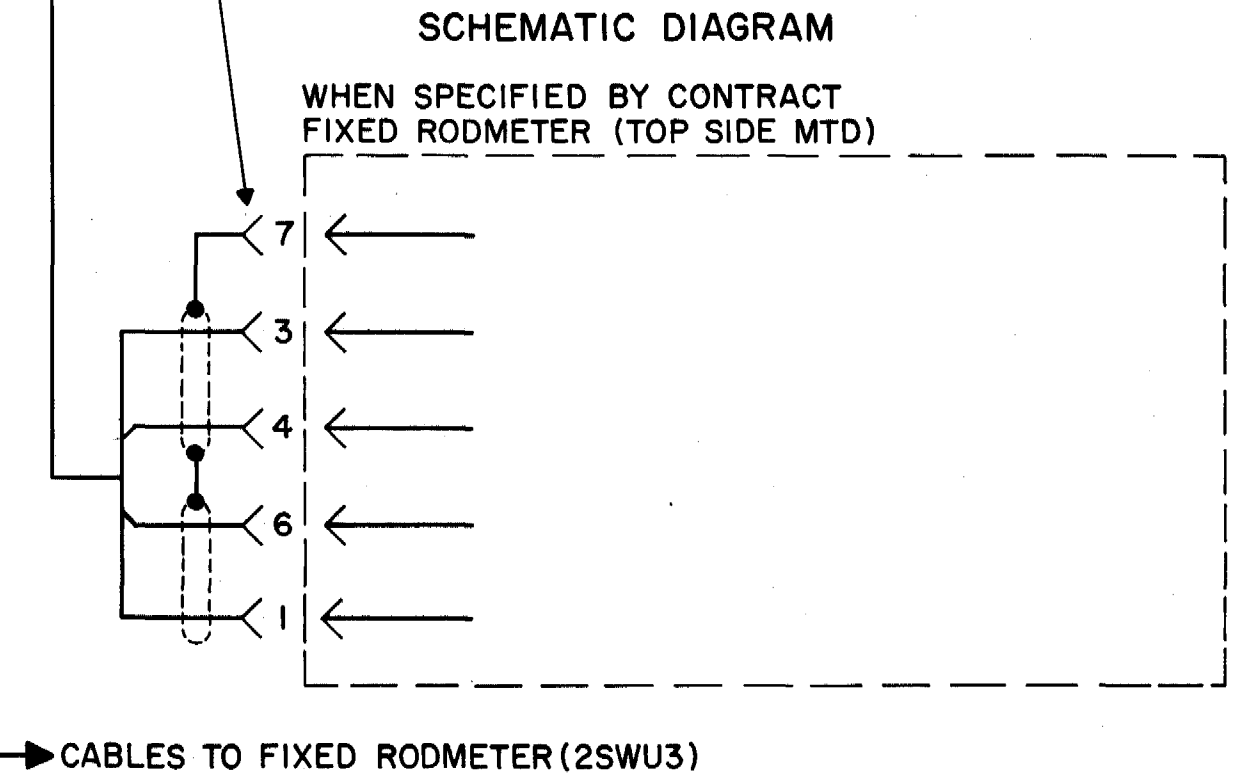 SCHEMATIC DIAGRAM
WHEN SPECIFIED BY CONTRACT
FIXED RODMETER (TOP SIDE MTD)
7
3
4
6
1
CABLES TO FIXED RODMETER(2SWU3)